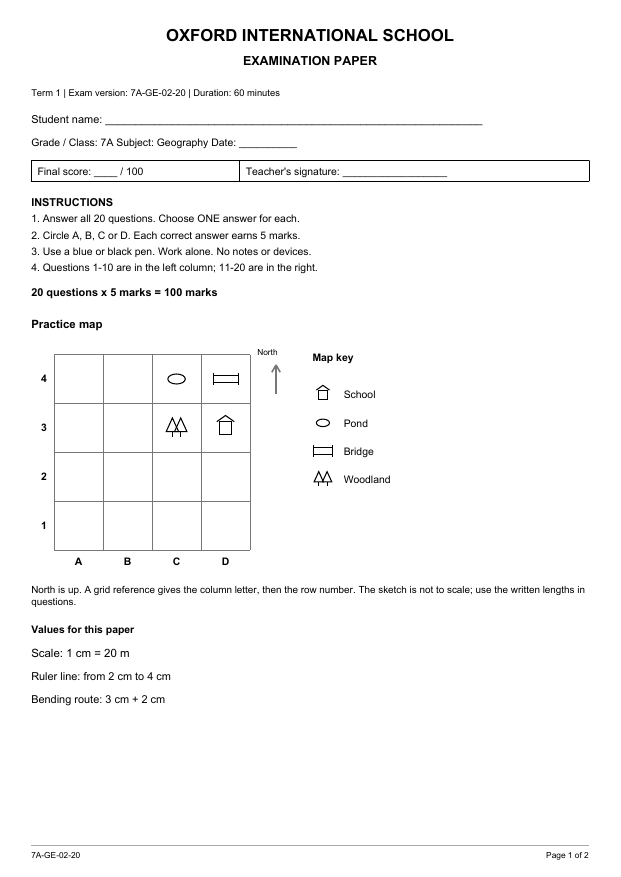 OXFORD INTERNATIONAL SCHOOL
EXAMINATION PAPER
Term 1 | Exam version: 7A-GE-02-20 | Duration: 60 minutes
Student name: _______________________________________________________________
Grade / Class: 7A Subject: Geography Date: __________
Final score: ____ / 100
Teacher's signature: __________________
INSTRUCTIONS
1. Answer all 20 questions. Choose ONE answer for each.
2. Circle A, B, C or D. Each correct answer earns 5 marks.
3. Use a blue or black pen. Work alone. No notes or devices.
4. Questions 1-10 are in the left column; 11-20 are in the right.
20 questions x 5 marks = 100 marks
Practice map
North
4
3
2
1
A B C D
Map key
School
Pond
Bridge
Woodland
North is up. A grid reference gives the column letter, then the row number. The sketch is not to scale; use the written lengths in
questions.
Values for this paper
Scale: 1 cm = 20 m
Ruler line: from 2 cm to 4 cm
Bending route: 3 cm + 2 cm
7A-GE-02-20
Page 1 of 2